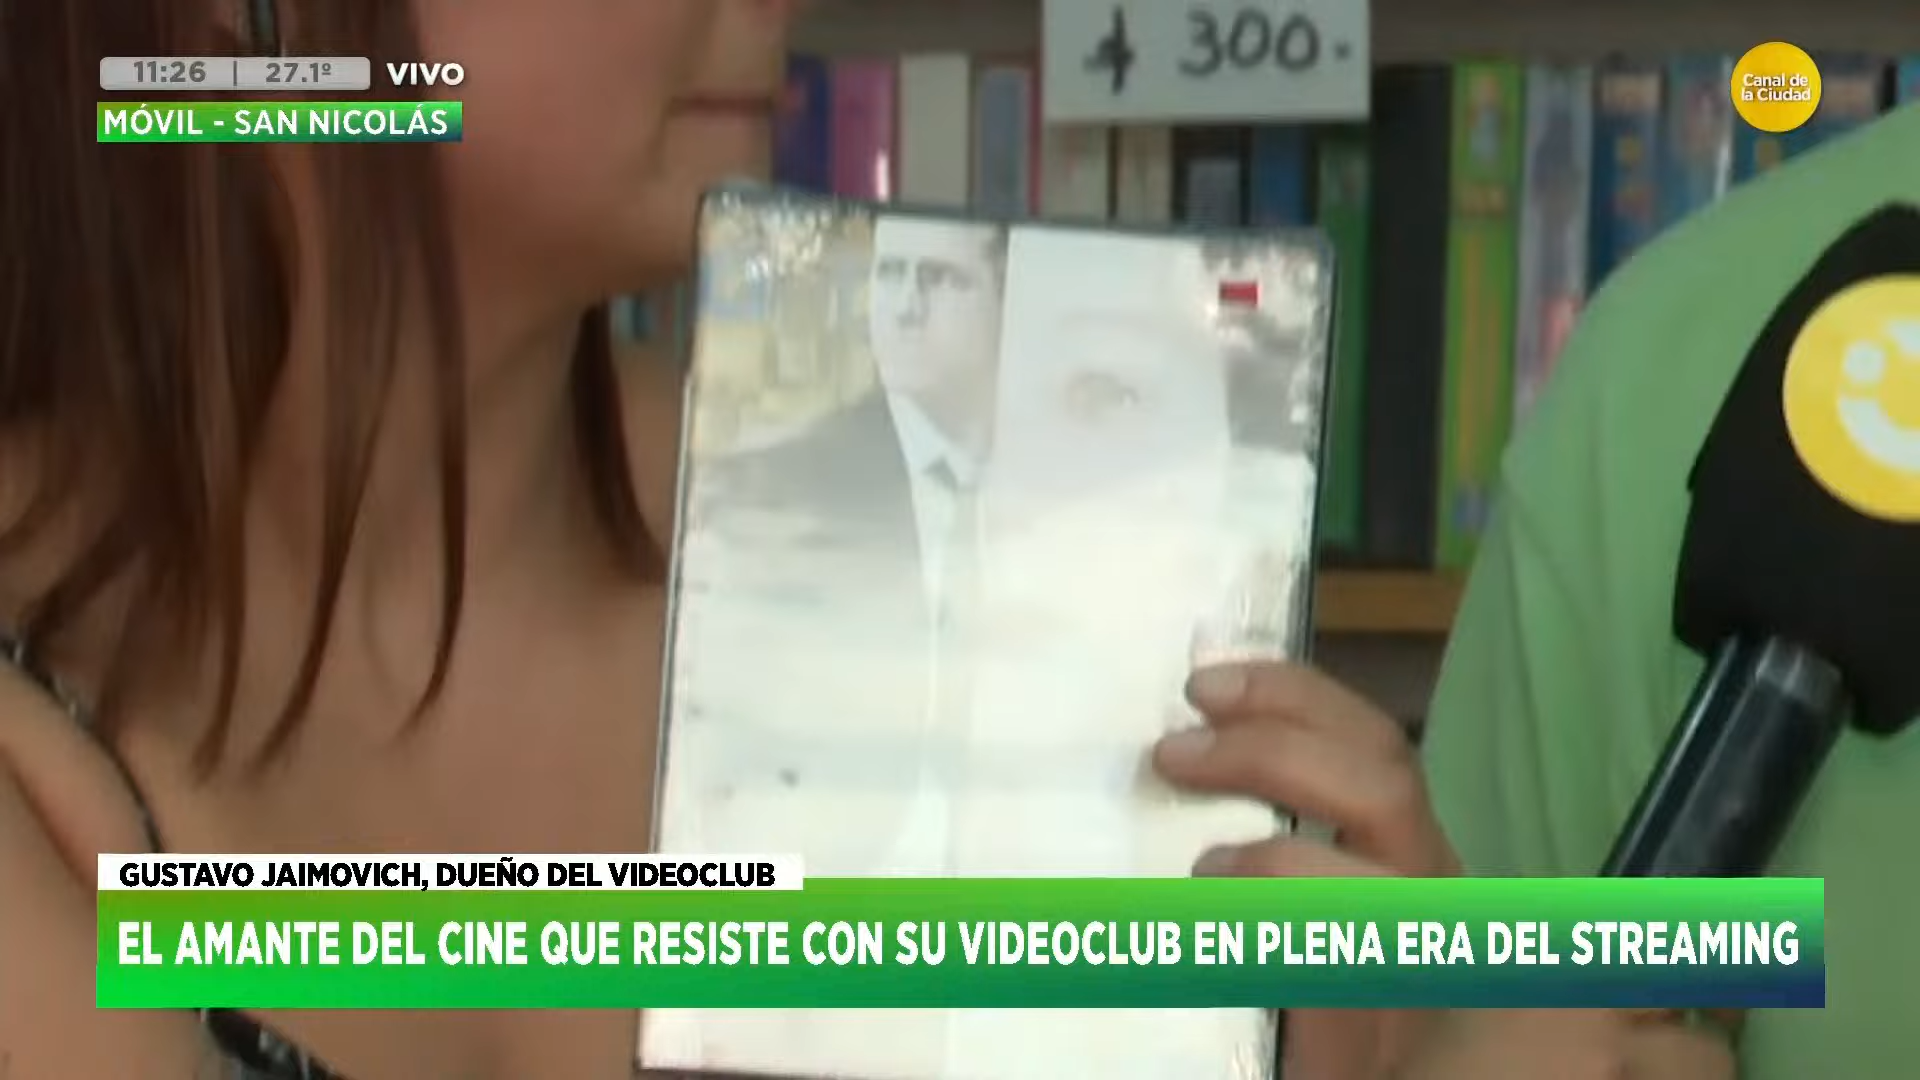 $ 300.
11:26 | 27.1º VIVO
Canal de
la Ciudad
MÓVIL - SAN NICOLÁS
GUSTAVO JAIMOVICH, DUEÑO DEL VIDEOCLUB
EL AMANTE DEL CINE QUE RESISTE CON SU VIDEOCLUB EN PLENA ERA DEL STREAMING